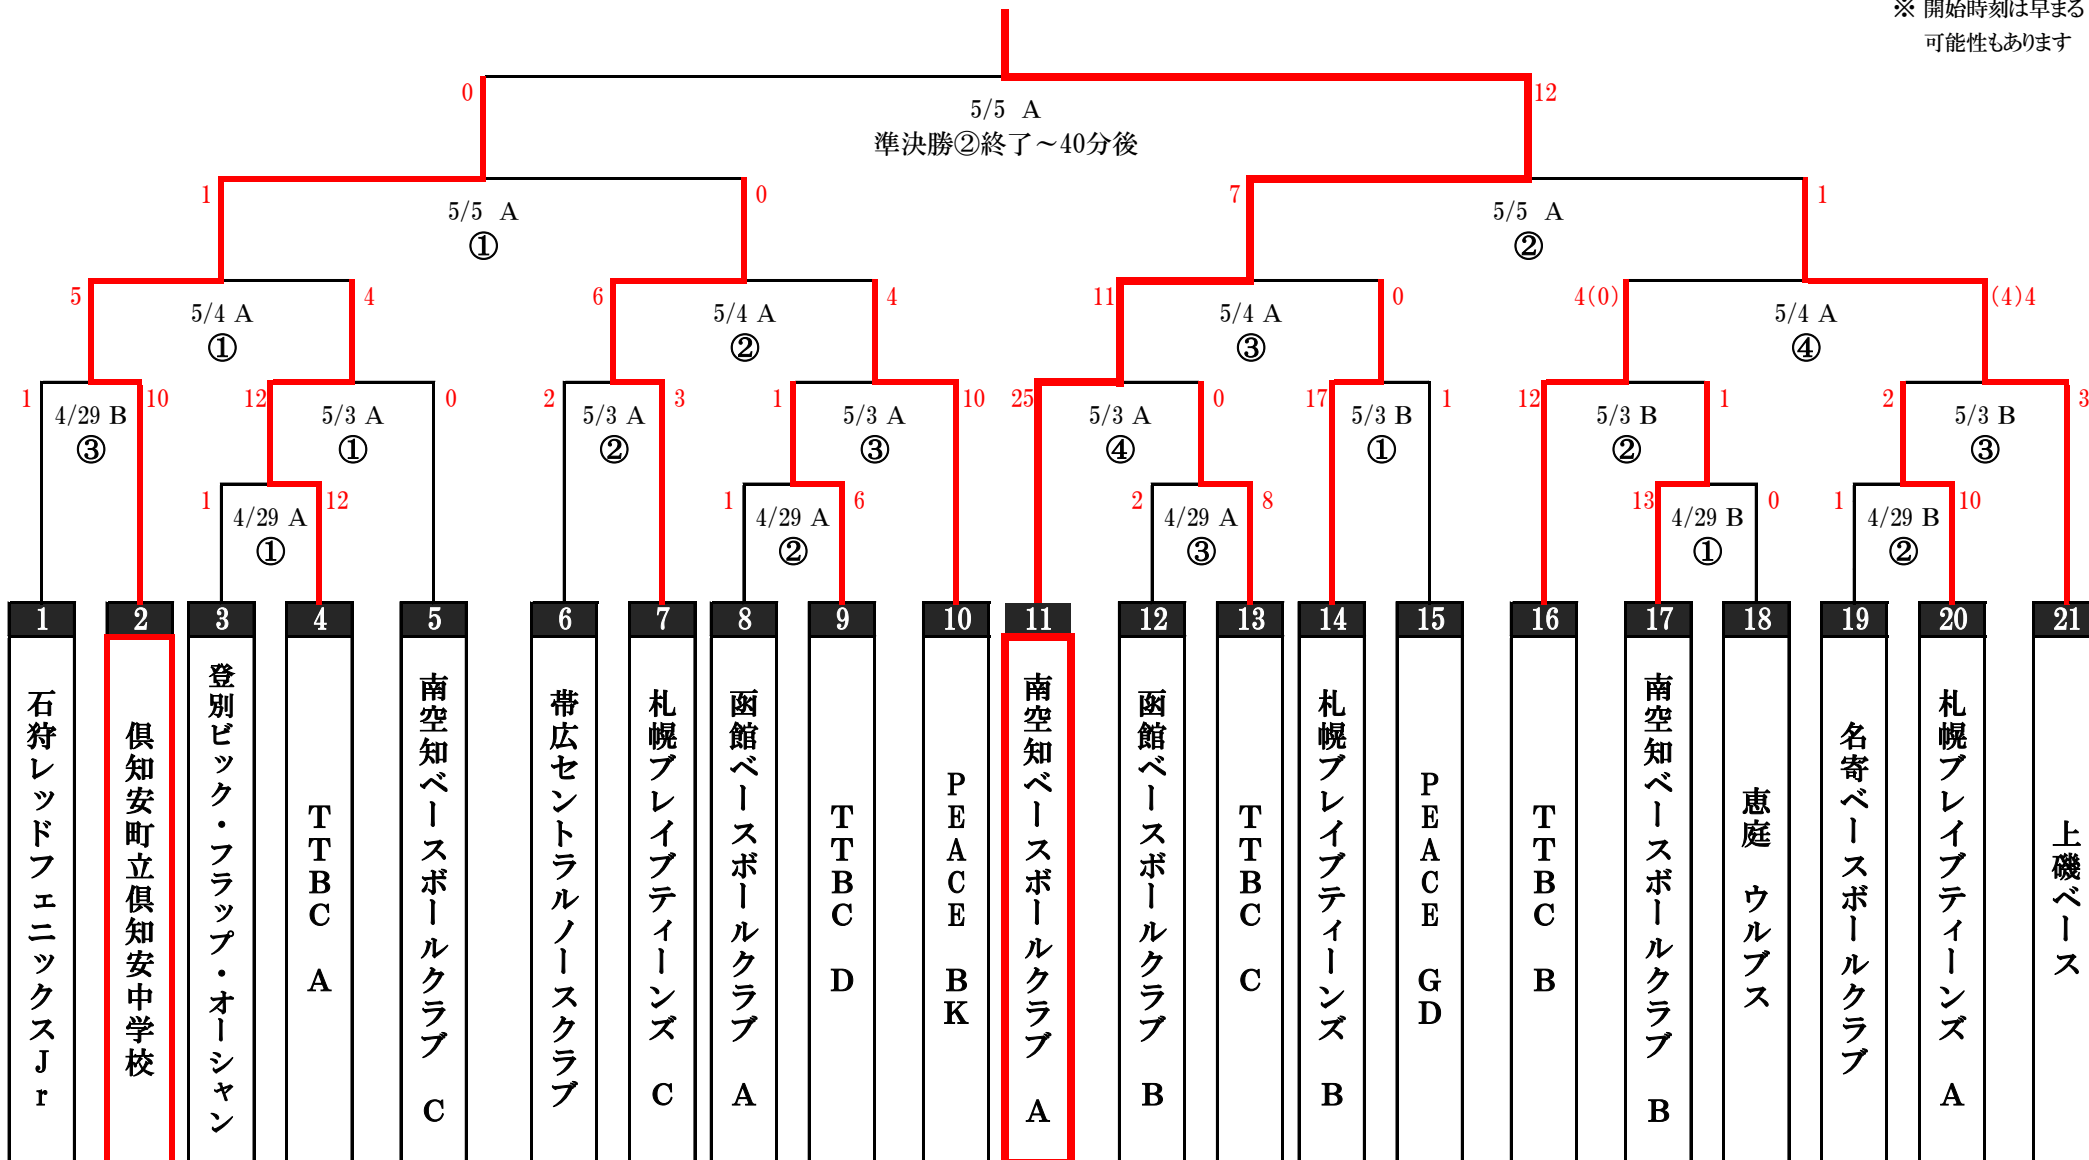 ※ 開始時刻は早まる
可能性もあります
0
12
5/5 A
準決勝②終了～40分後
1
0
7
1
5/5 A
①
5/5 A
②
5
4
6
4
11
0
4(0)
(4)4
5/4 A
①
5/4 A
②
5/4 A
③
5/4 A
④
1
10
12
0
2
3
1
10
25
0
17
1
12
1
2
3
4/29 B
③
5/3 A
①
5/3 A
②
5/3 A
③
5/3 A
④
5/3 B
①
5/3 B
②
5/3 B
③
1
12
1
6
2
8
13
0
1
10
4/29 A
①
4/29 A
②
4/29 A
③
4/29 B
①
4/29 B
②
1
石狩レッドフェニックスJr
2
倶知安町立倶知安中学校
3
登別ビック・フラップ・オーシャン
4
TTBC A
5
南空知ベースボールクラブ C
6
帯広セントラルノースクラブ
7
札幌ブレイブティーンズ C
8
函館ベースボールクラブ A
9
TTBC D
10
PEACE BK
11
南空知ベースボールクラブ A
12
函館ベースボールクラブ B
13
TTBC C
14
札幌ブレイブティーンズ B
15
PEACE GD
16
TTBC B
17
南空知ベースボールクラブ B
18
恵庭 ウルブス
19
名寄ベースボールクラブ
20
札幌ブレイブティーンズ A
21
上磯ベース